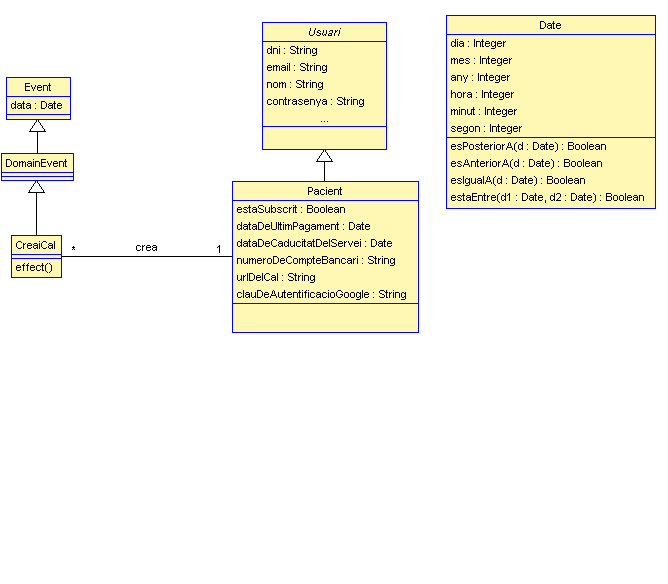 Usuari
dni : String
email : String
nom : String
contrasenya : String
...
Date
dia : Integer
mes : Integer
any : Integer
hora : Integer
minut : Integer
segon : Integer
esPosteriorA(d : Date) : Boolean
esAnteriorA(d : Date) : Boolean
esIgualA(d : Date) : Boolean
estaEntre(d1 : Date, d2 : Date) : Boolean
Event
data : Date
DomainEvent
CreaiCal
effect()
* crea 1
Pacient
estaSubscrit : Boolean
dataDeUltimPagament : Date
dataDeCaducitatDelServei : Date
numeroDeCompteBancari : String
urlDelCal : String
clauDeAutentificacioGoogle : String